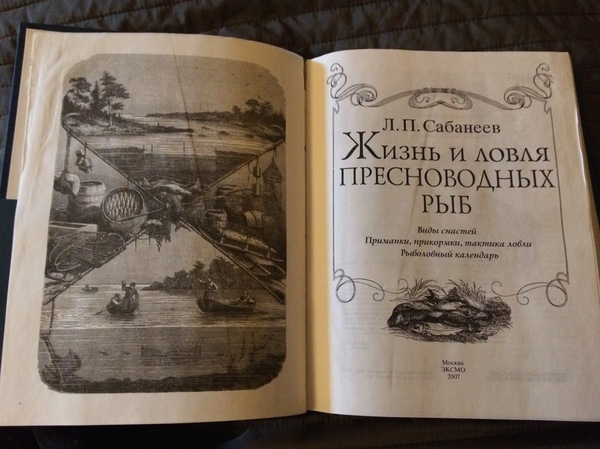 Л. П. Сабанеев
Жизнь и ловля
пресноводных
рыб
Виды снастей
Приманки, прикормки, тактика ловли
Рыболовный календарь
Москва
ЭКСМО
2007